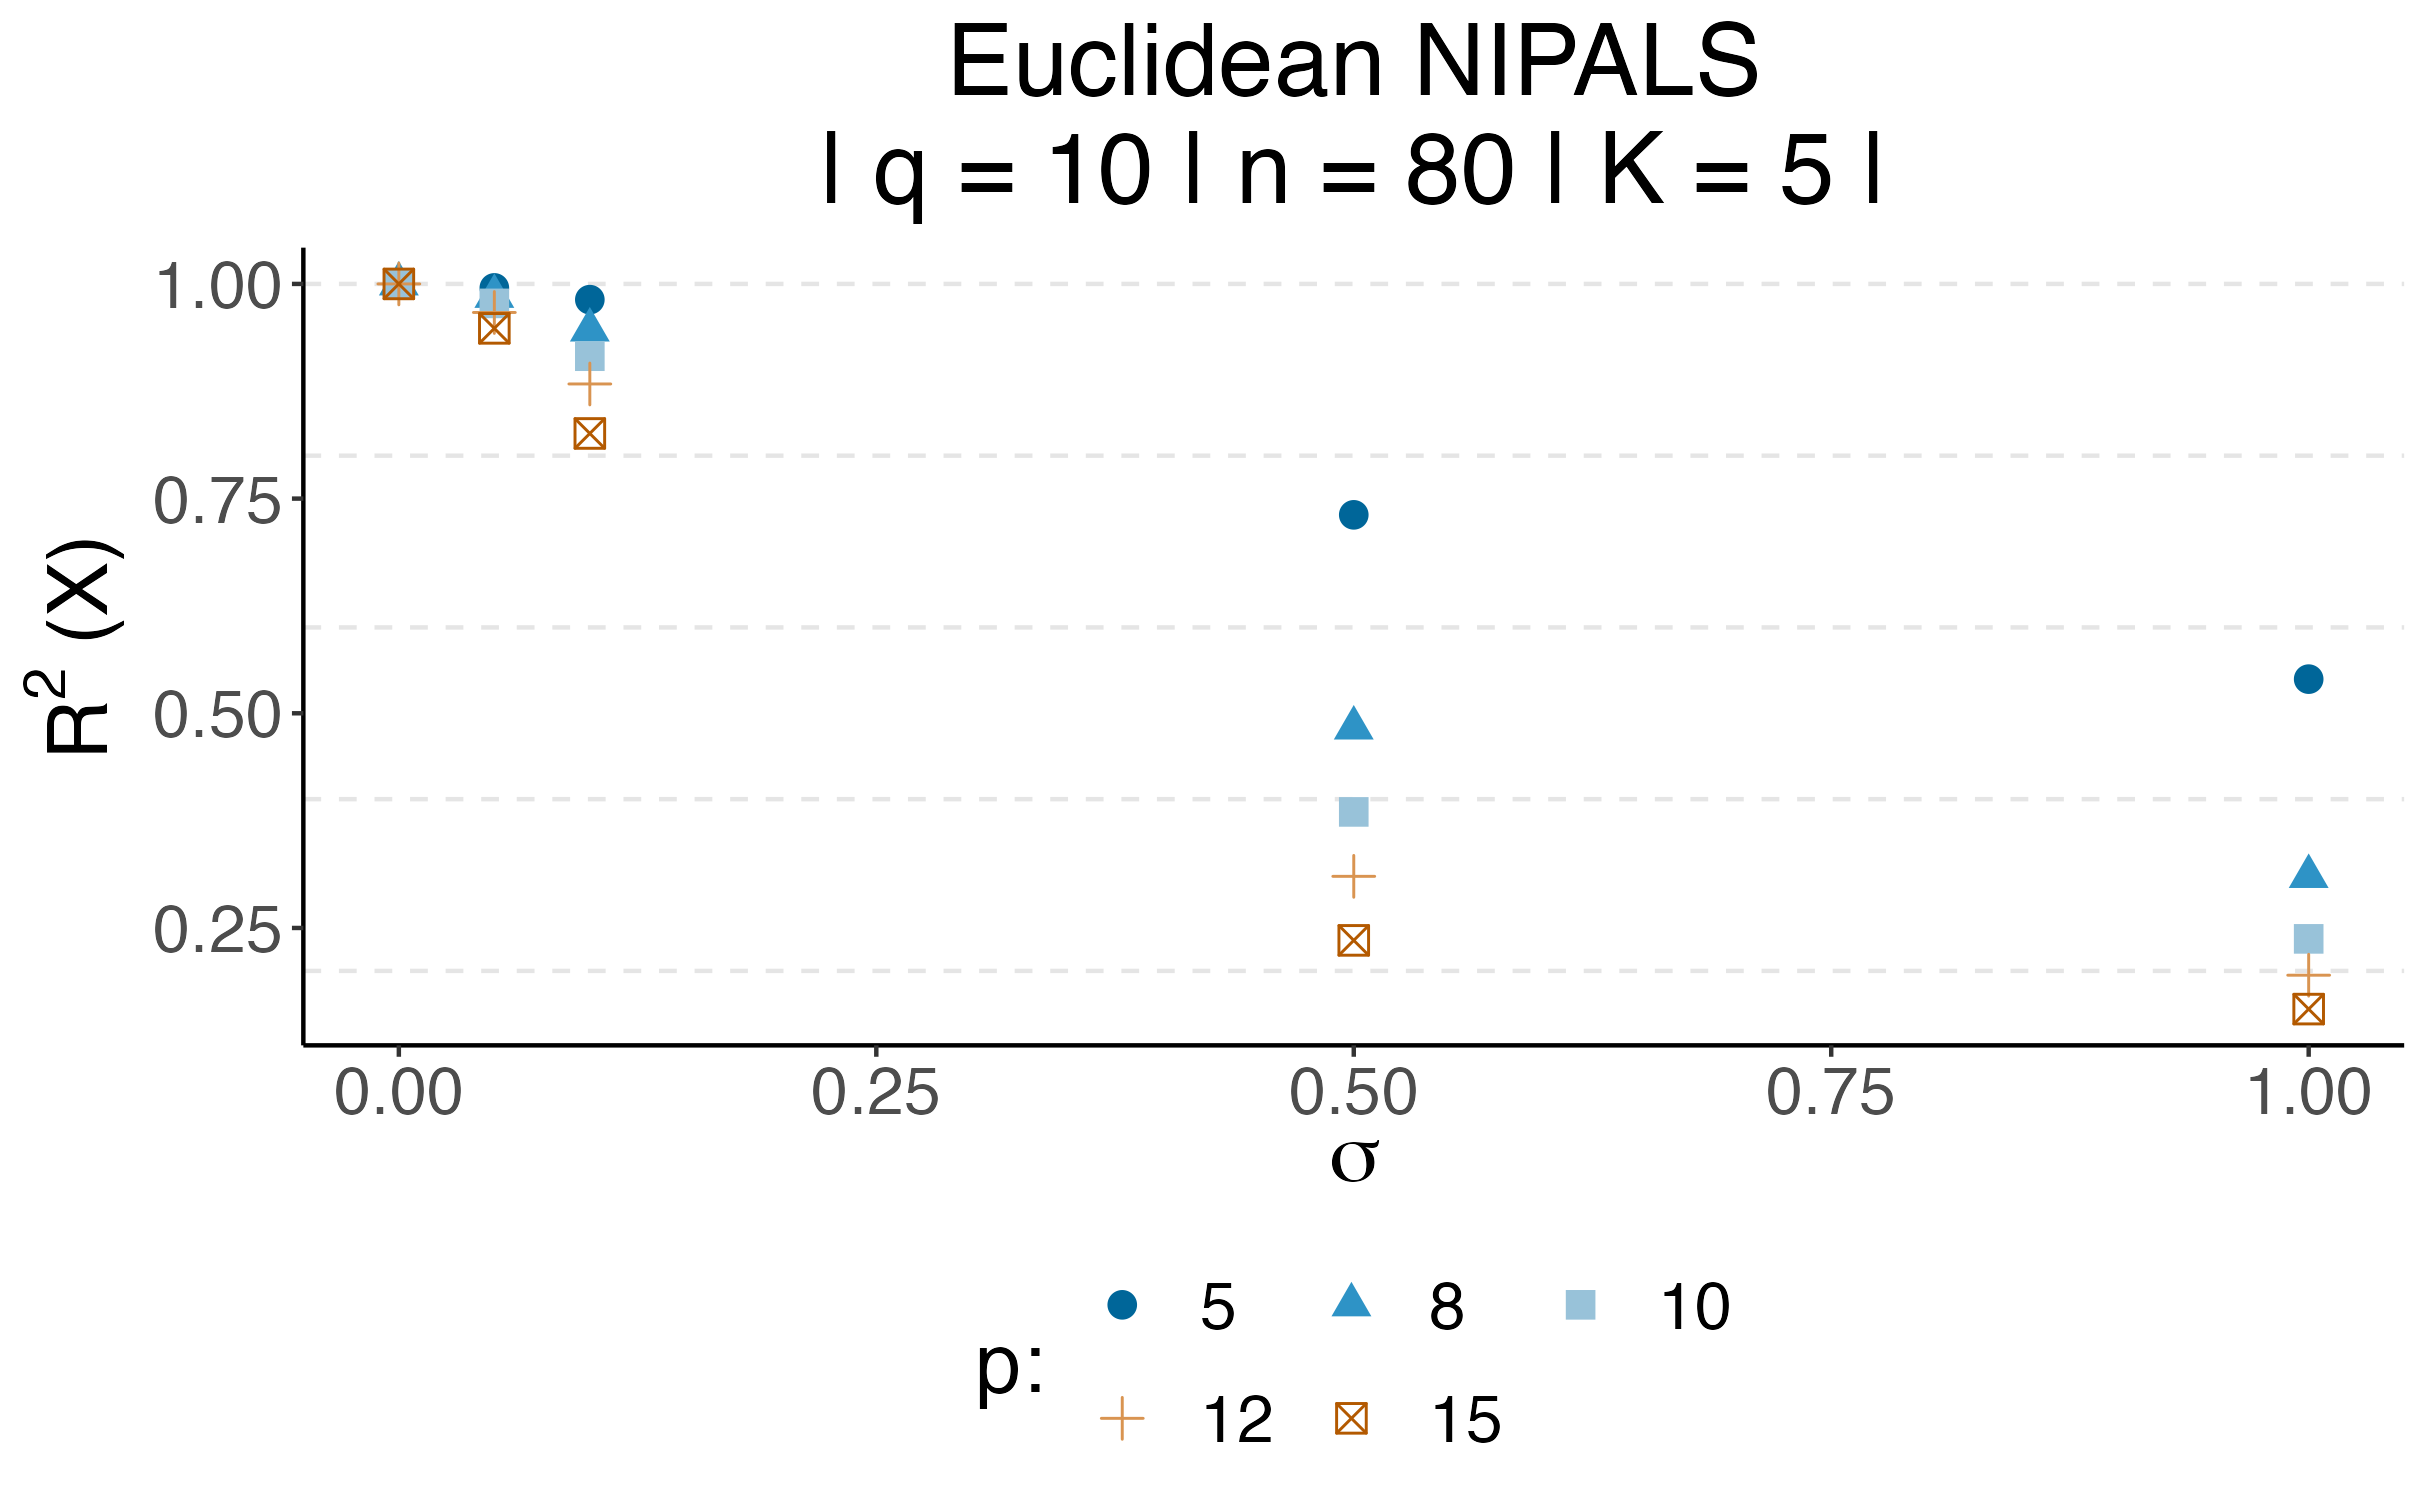 Euclidean NIPALS
| q = 10 | n = 80 | K = 5 |
R² (X)
1.00
0.75
0.50
0.25
0.00 0.25 0.50 0.75 1.00
σ
p:
5 8 10
12 15